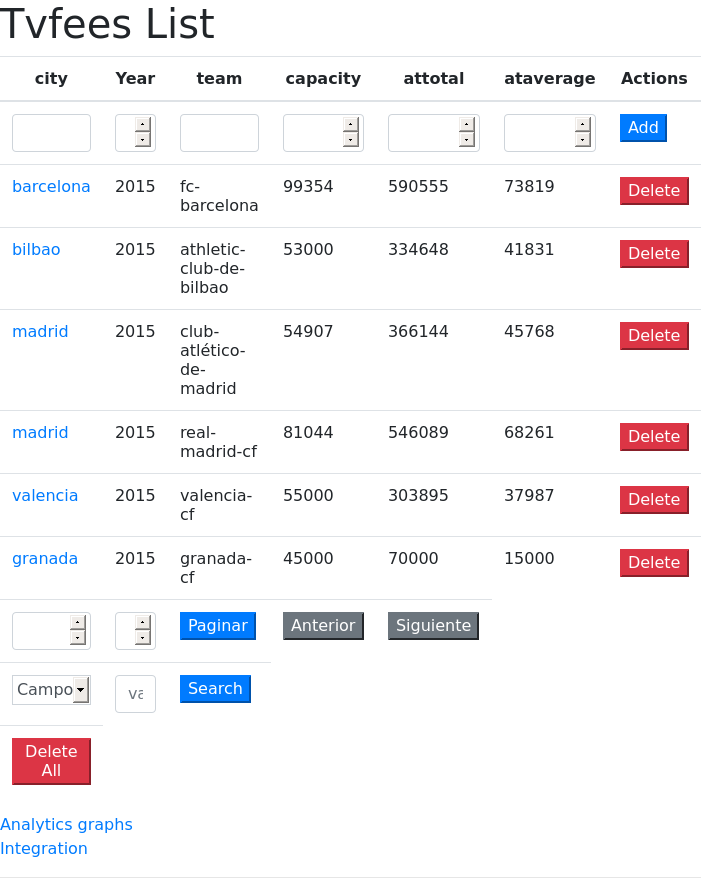 Tvfees List
city Year team capacity attotal ataverage Actions
Add
barcelona 2015 fc- 99354 590555 73819 Delete
barcelona
bilbao 2015 athletic- 53000 334648 41831 Delete
club-de-
bilbao
madrid 2015 club- 54907 366144 45768 Delete
atlético-
de-
madrid
madrid 2015 real- 81044 546089 68261 Delete
madrid-cf
valencia 2015 valencia- 55000 303895 37987 Delete
cf
granada 2015 granada- 45000 70000 15000 Delete
cf
Paginar Anterior Siguiente
Campo Search
Delete
All
Analytics graphs
Integration